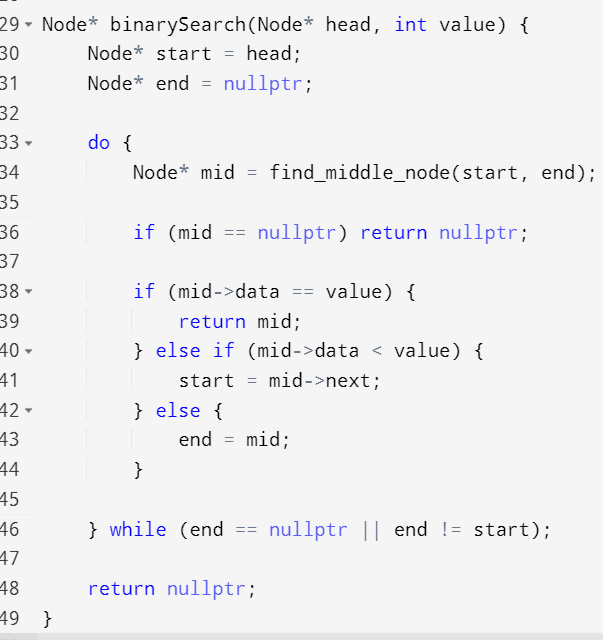 29 Node* binarySearch(Node* head, int value) {
30     Node* start = head;
31     Node* end = nullptr;
32
33     do {
34         Node* mid = find_middle_node(start, end);
35
36         if (mid == nullptr) return nullptr;
37
38         if (mid->data == value) {
39             return mid;
40         } else if (mid->data < value) {
41             start = mid->next;
42         } else {
43             end = mid;
44         }
45
46     } while (end == nullptr || end != start);
47
48     return nullptr;
49 }